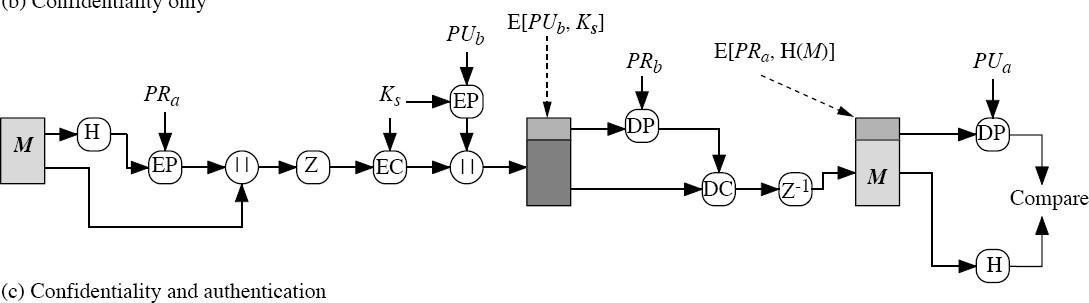 (b) Confidentiality only
E[PU_b, K_s]
PU_b
PR_b
E[PR_a, H(M)]
PU_a
PR_a
K_s
EP
M
H
DP
DP
EP
||
Z
EC
||
DC
Z⁻¹
M
Compare
H
(c) Confidentiality and authentication